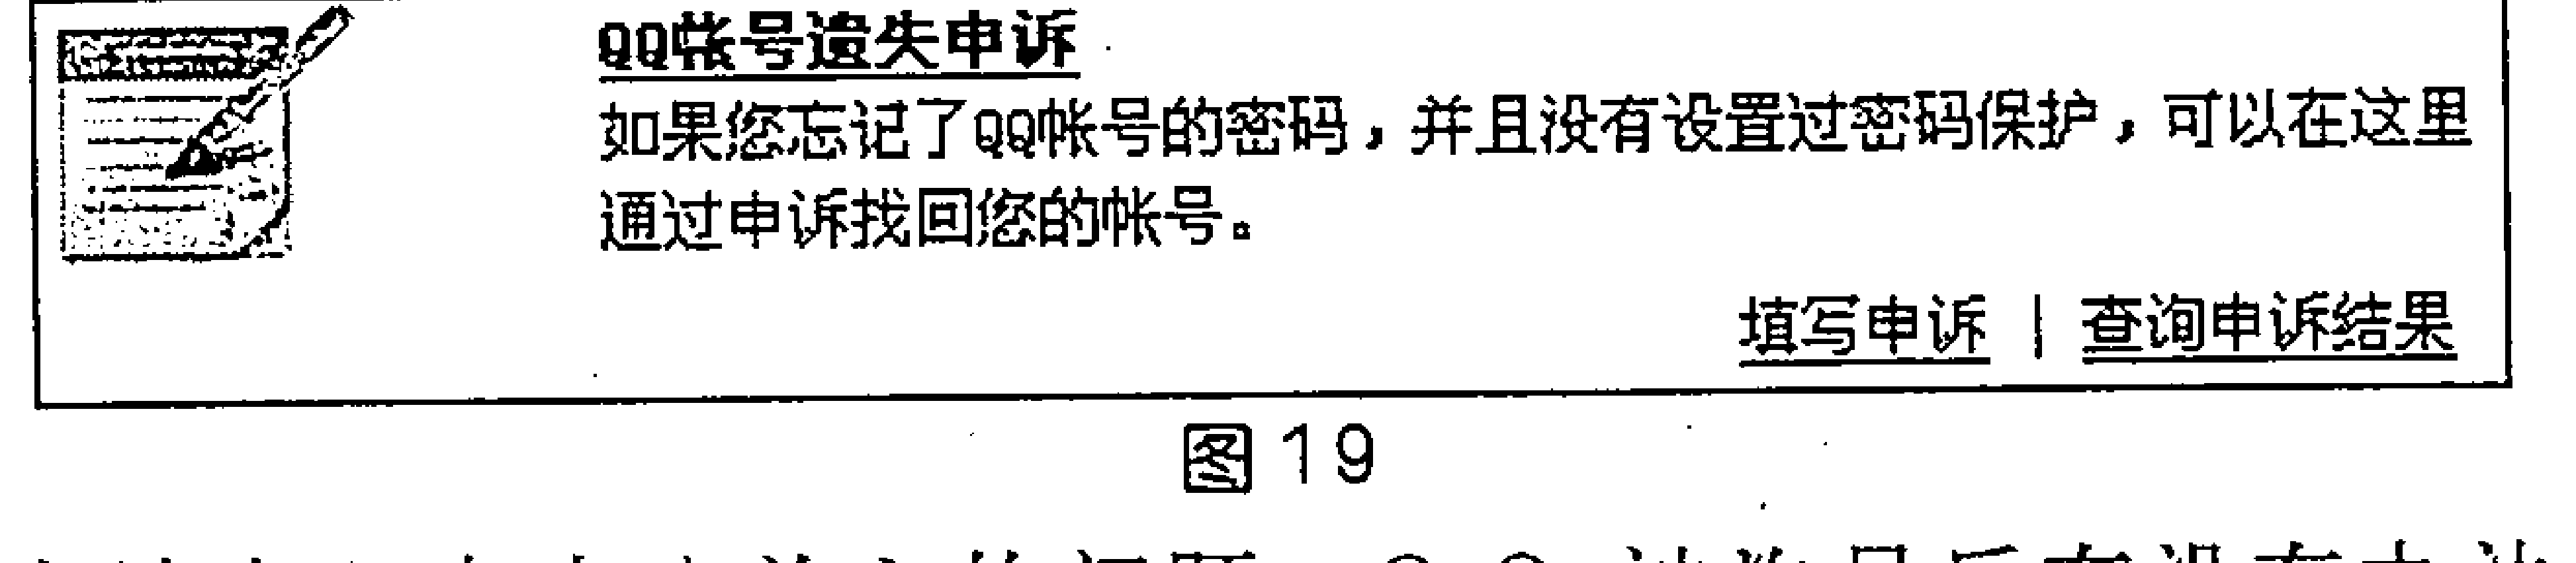 QQ帐号遗失申诉
如果您忘记了QQ帐号的密码，并且没有设置过密码保护，可以在这里
通过申诉找回您的帐号。
填写申诉 | 查询申诉结果
图19